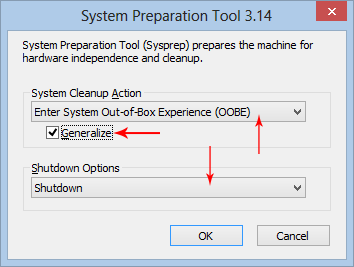 System Preparation Tool 3.14
System Preparation Tool (Sysprep) prepares the machine for
hardware independence and cleanup.
System Cleanup Action
Enter System Out-of-Box Experience (OOBE)
Generalize
Shutdown Options
Shutdown
OK Cancel